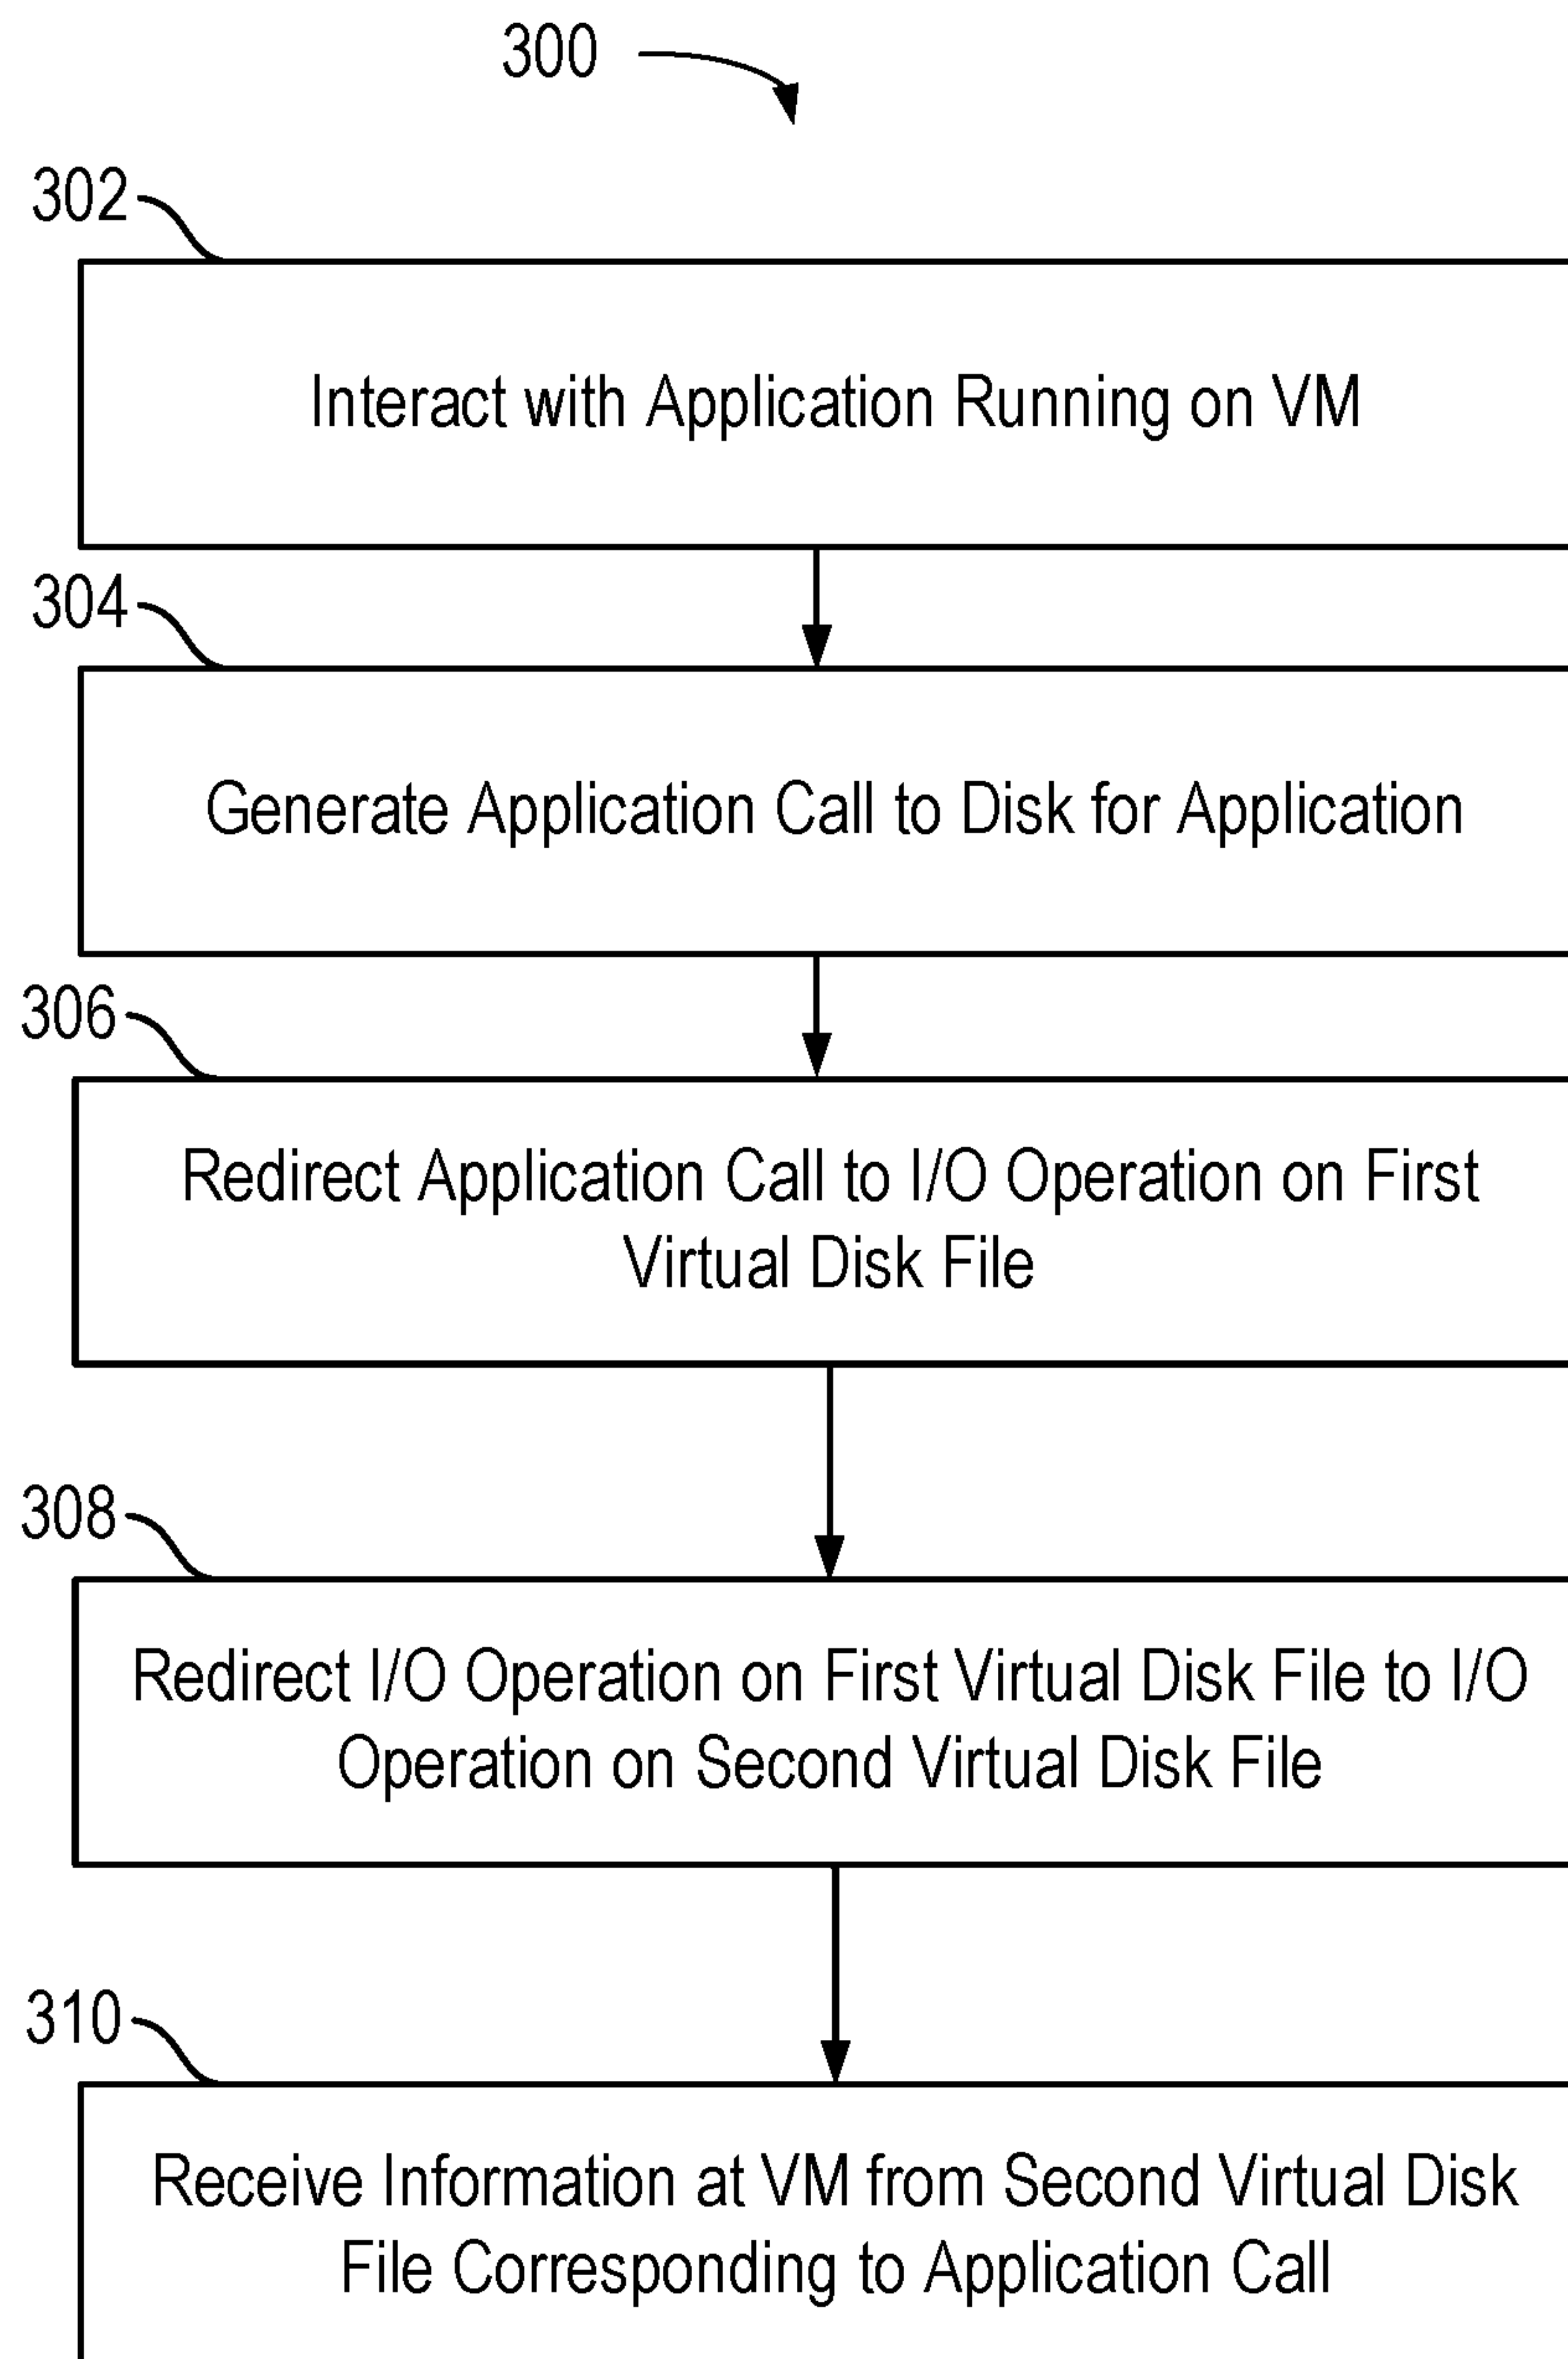 300
302
Interact with Application Running on VM
304
Generate Application Call to Disk for Application
306
Redirect Application Call to I/O Operation on First
Virtual Disk File
308
Redirect I/O Operation on First Virtual Disk File to I/O
Operation on Second Virtual Disk File
310
Receive Information at VM from Second Virtual Disk
File Corresponding to Application Call